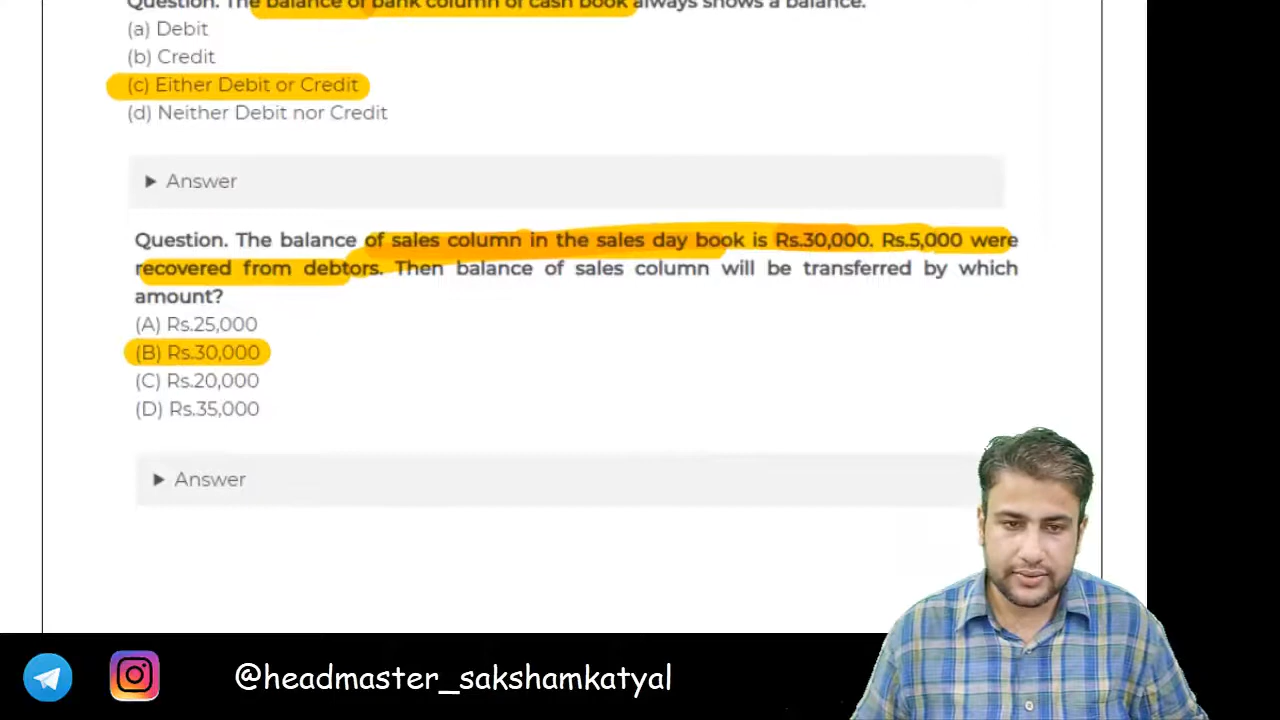 Question. The balance of bank column of cash book always shows a balance.
(a) Debit
(b) Credit
(c) Either Debit or Credit
(d) Neither Debit nor Credit
▶ Answer
Question. The balance of sales column in the sales day book is Rs.30,000. Rs.5,000 were
recovered from debtors. Then balance of sales column will be transferred by which
amount?
(A) Rs.25,000
(B) Rs.30,000
(C) Rs.20,000
(D) Rs.35,000
▶ Answer
@headmaster_sakshamkatyal